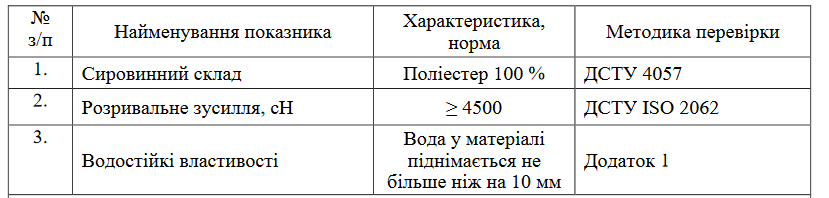 №
з/п
Найменування показника
Характеристика,
норма
Методика перевірки
1.
Сировинний склад
Поліестер 100 %
ДСТУ 4057
2.
Розривальне зусилля, сН
≥ 4500
ДСТУ ISO 2062
3.
Водостійкі властивості
Вода у матеріалі
піднімається не
більше ніж на 10 мм
Додаток 1